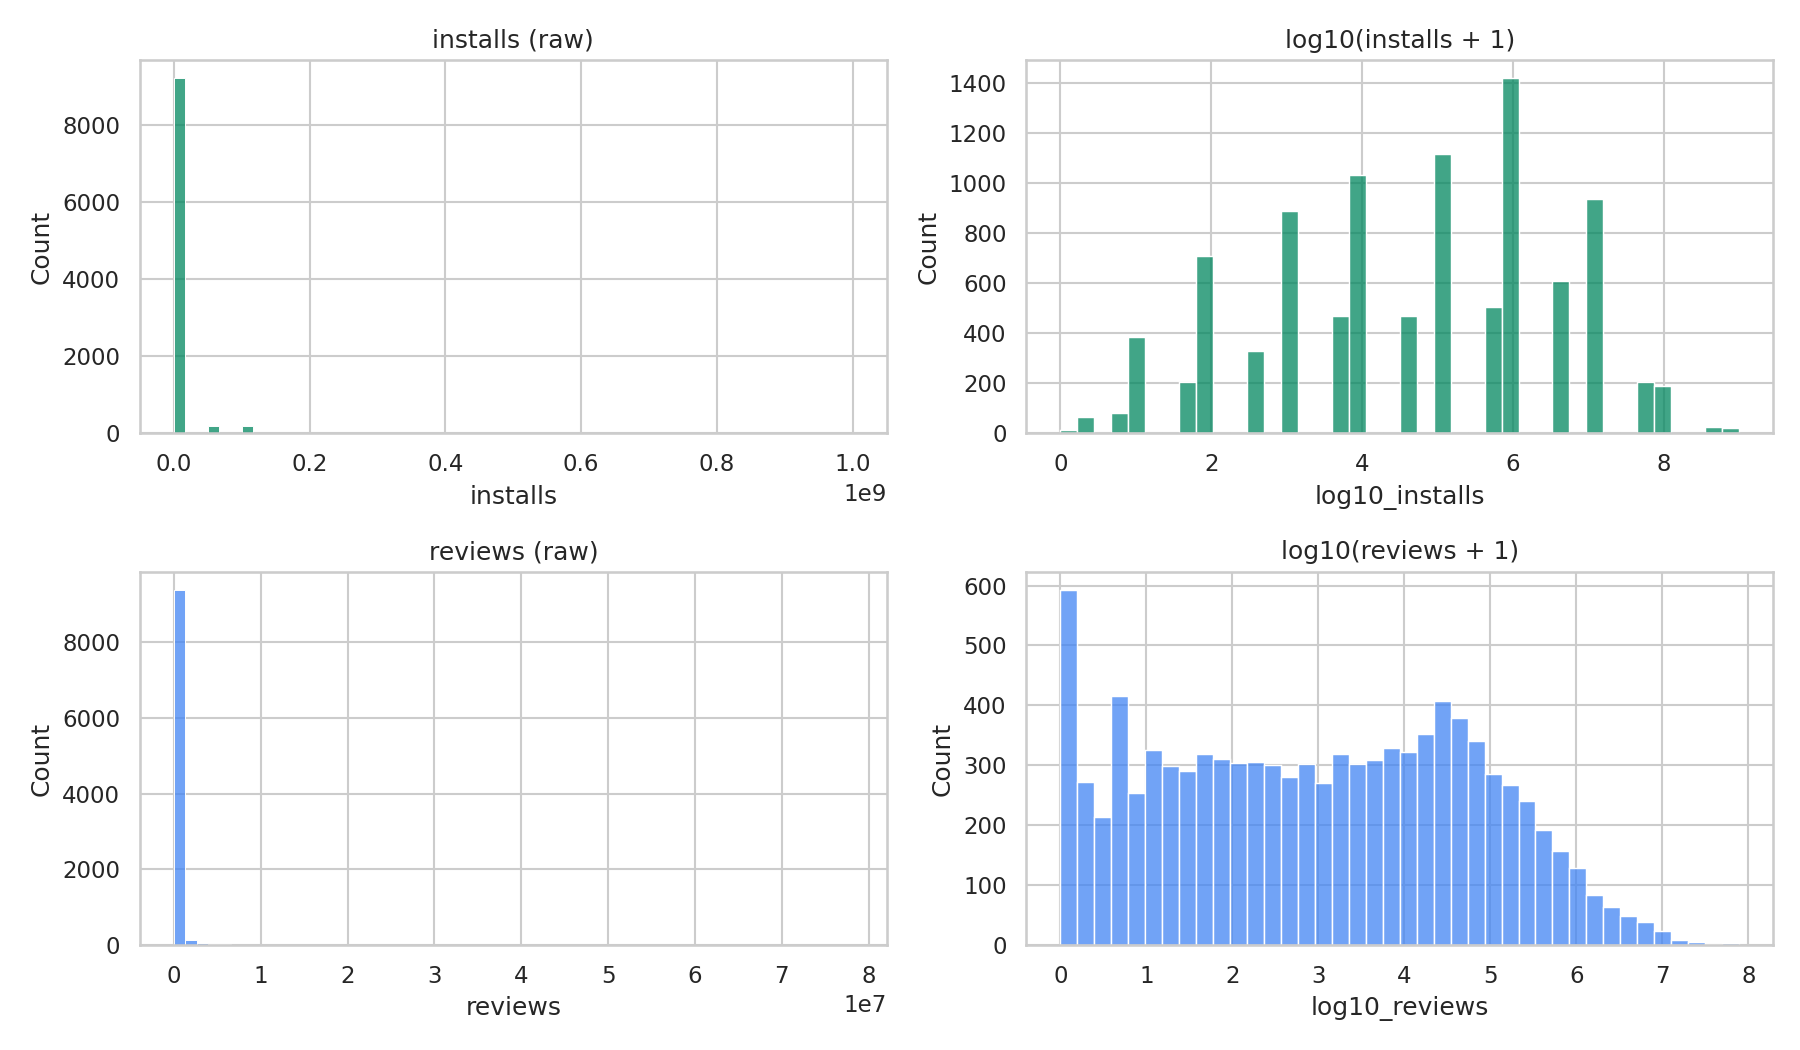 installs (raw)
Count
8000
6000
4000
2000
0
0.0 0.2 0.4 0.6 0.8 1.0
1e9
installs
log10(installs + 1)
Count
1400
1200
1000
800
600
400
200
0
0 2 4 6 8
log10_installs
reviews (raw)
Count
8000
6000
4000
2000
0
0 1 2 3 4 5 6 7 8
1e7
reviews
log10(reviews + 1)
Count
600
500
400
300
200
100
0
0 1 2 3 4 5 6 7 8
log10_reviews